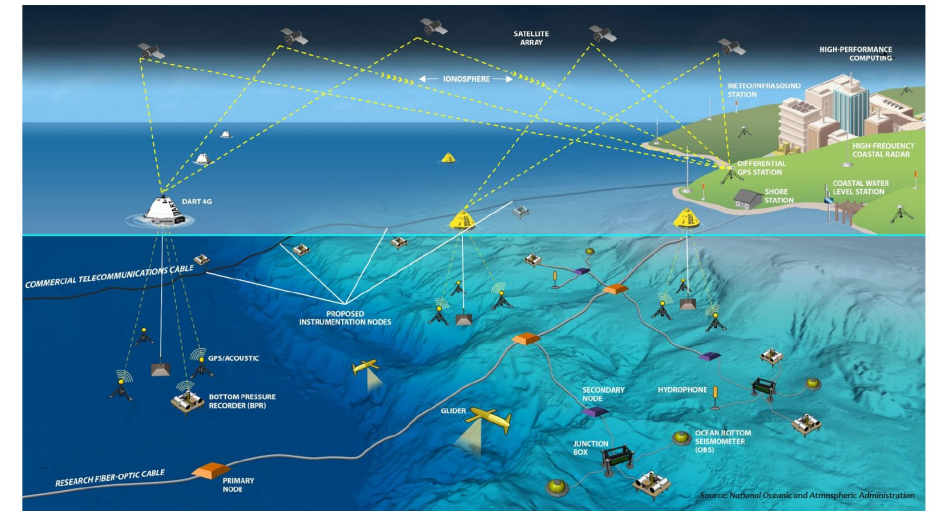 SATELLITE
ARRAY
HIGH-PERFORMANCE
COMPUTING
IONOSPHERE
METEO/INFRASOUND
STATION
HIGH-FREQUENCY
COASTAL RADAR
DIFFERENTIAL
GPS STATION
DART 4G
SHORE
STATION
COASTAL WATER
LEVEL STATION
COMMERCIAL TELECOMMUNICATIONS CABLE
PROPOSED
INSTRUMENTATION NODES
GPS/ACOUSTIC
BOTTOM PRESSURE
RECORDER (BPR)
GLIDER
SECONDARY
NODE
HYDROPHONE
JUNCTION
BOX
OCEAN BOTTOM
SEISMOMETER
(OBS)
RESEARCH FIBER-OPTIC CABLE
PRIMARY
NODE
Source: National Oceanic and Atmospheric Administration